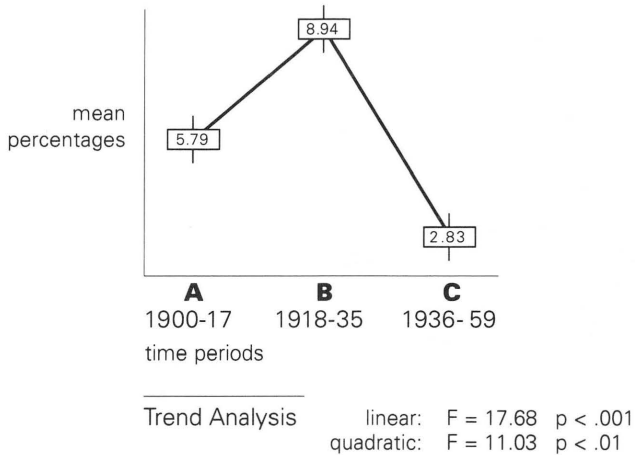 8.94
mean
percentages
5.79
2.83
A B C
1900-17 1918-35 1936-59
time periods
Trend Analysis linear: F = 17.68 p < .001
quadratic: F = 11.03 p < .01